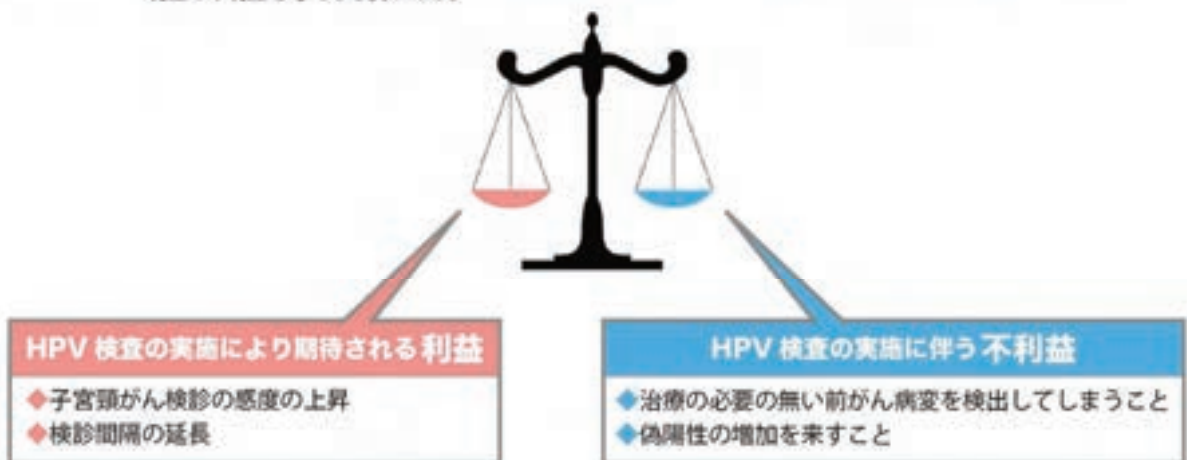 HPV 検査の実施により期待される利益
◆子宮頸がん検診の感度の上昇
◆検診間隔の延長
HPV 検査の実施に伴う不利益
◆治療の必要の無い前がん病変を検出してしまうこと
◆偽陽性の増加を来すこと